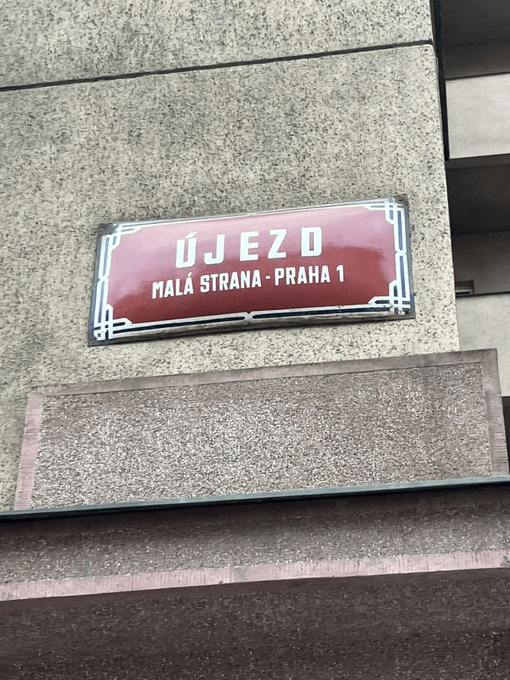 ÚJEZD
MALÁ STRANA - PRAHA 1